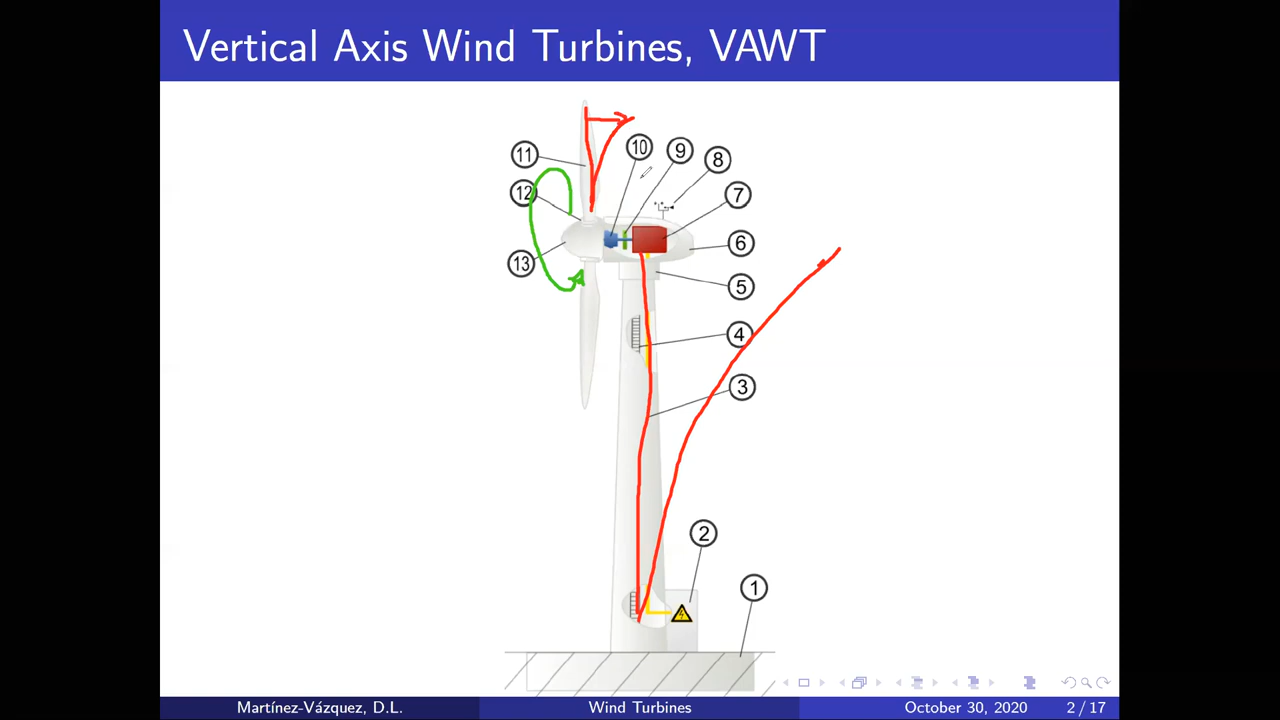 Vertical Axis Wind Turbines, VAWT
11
10
9
8
12
7
13
6
5
4
3
2
1
Martínez-Vázquez, D.L.
Wind Turbines
October 30, 2020
2 / 17